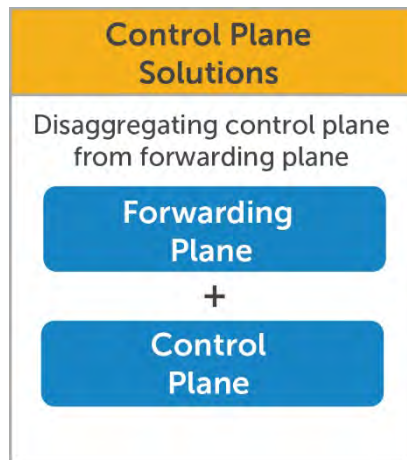 Control Plane
Solutions
Disaggregating control plane
from forwarding plane
Forwarding
Plane
+
Control
Plane